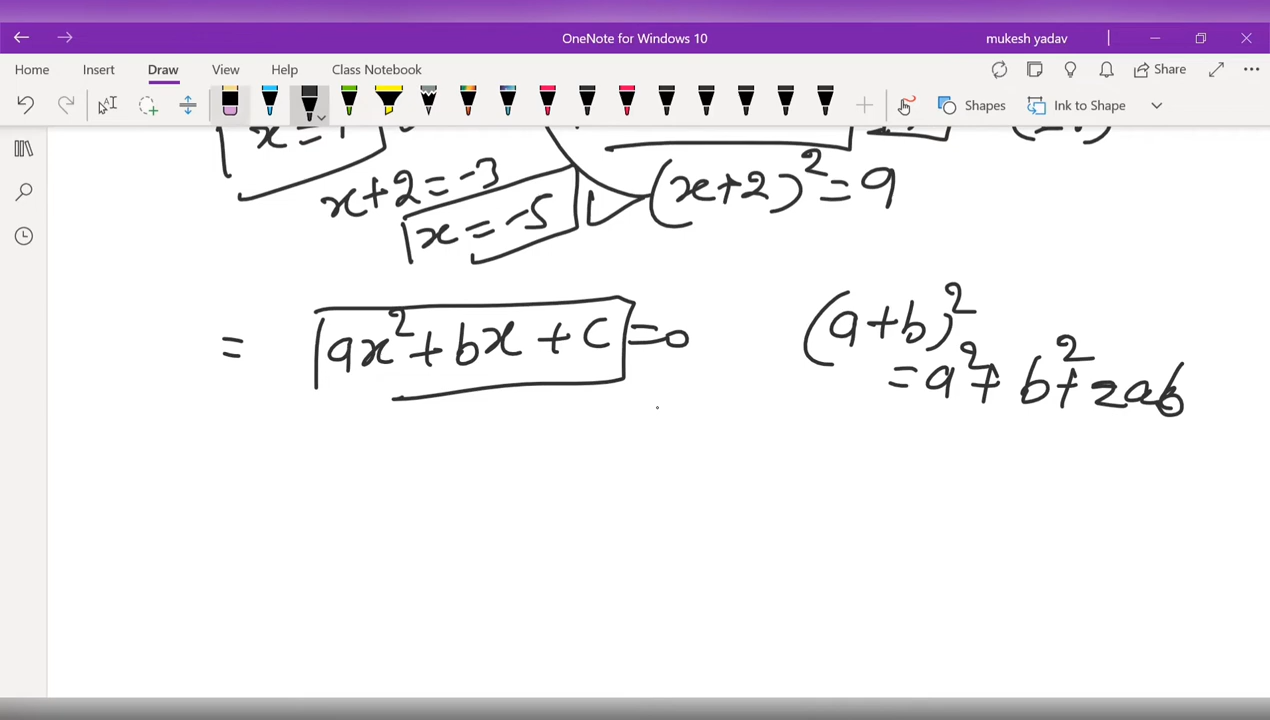 OneNote for Windows 10
mukesh yadav
Home Insert Draw View Help Class Notebook
Share
Shapes
Ink to Shape
x = 1
x+2 = -3
(x+2)² = 9
x = -5
= ax² + bx + c = 0
(a+b)²
= a² + b² + 2ab